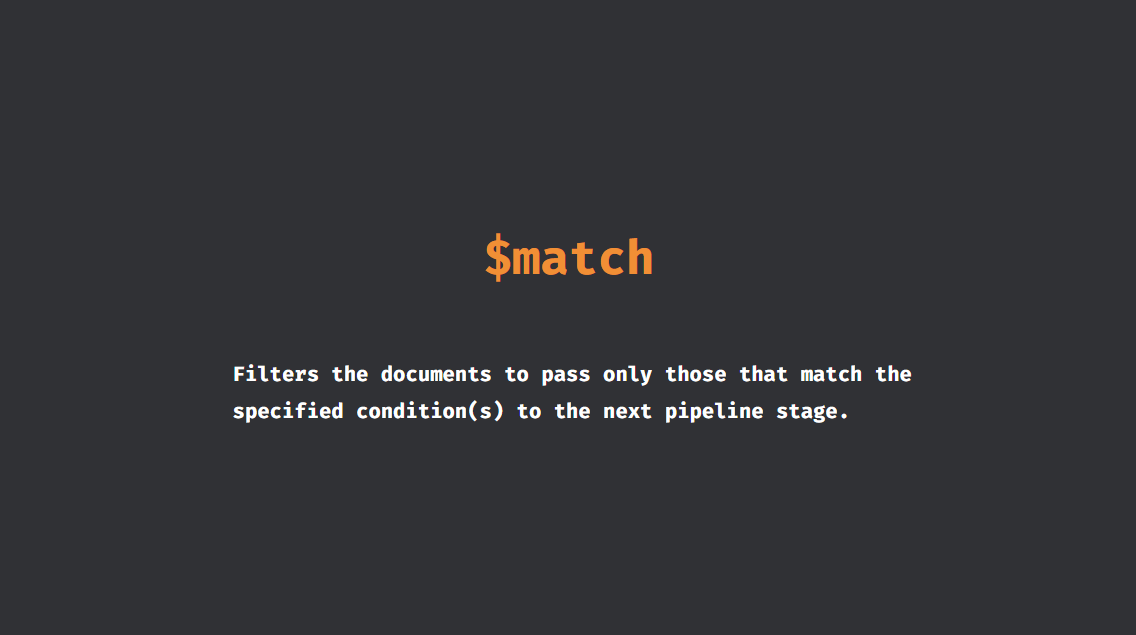 $match
Filters the documents to pass only those that match the
specified condition(s) to the next pipeline stage.